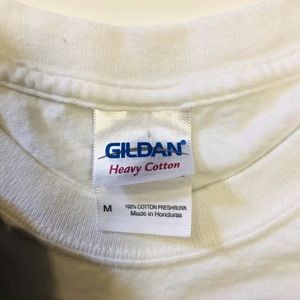 GILDAN®
Heavy Cotton
M
100% COTTON PRESHRUNK
Made in Honduras